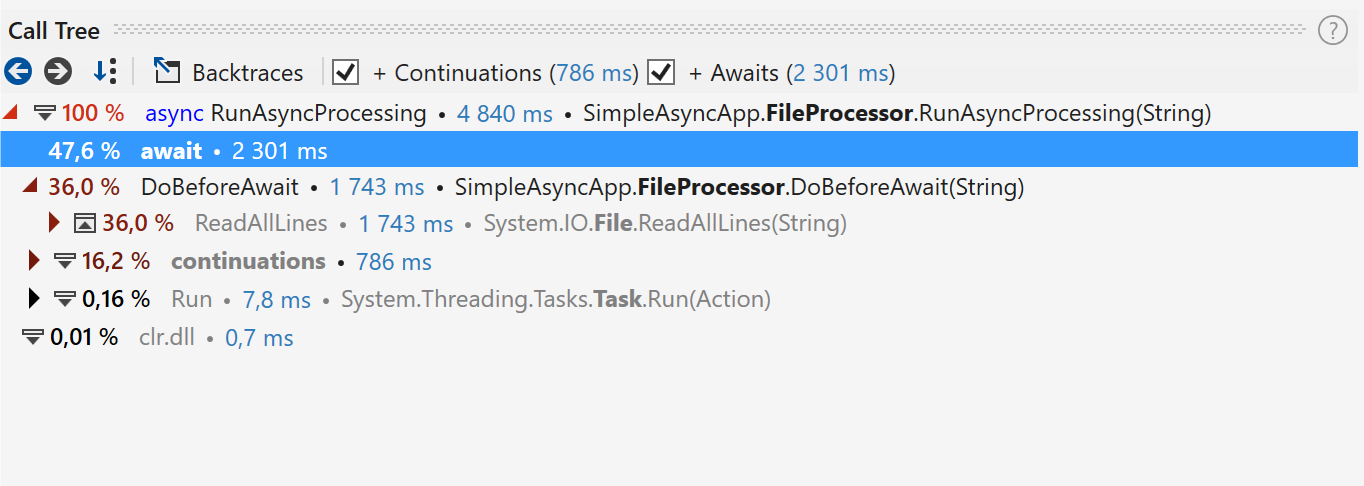 Call Tree ?
Backtraces + Continuations (786 ms) + Awaits (2 301 ms)
100 % async RunAsyncProcessing • 4 840 ms • SimpleAsyncApp.FileProcessor.RunAsyncProcessing(String)
47,6 % await • 2 301 ms
36,0 % DoBeforeAwait • 1 743 ms • SimpleAsyncApp.FileProcessor.DoBeforeAwait(String)
36,0 % ReadAllLines • 1 743 ms • System.IO.File.ReadAllLines(String)
16,2 % continuations • 786 ms
0,16 % Run • 7,8 ms • System.Threading.Tasks.Task.Run(Action)
0,01 % clr.dll • 0,7 ms